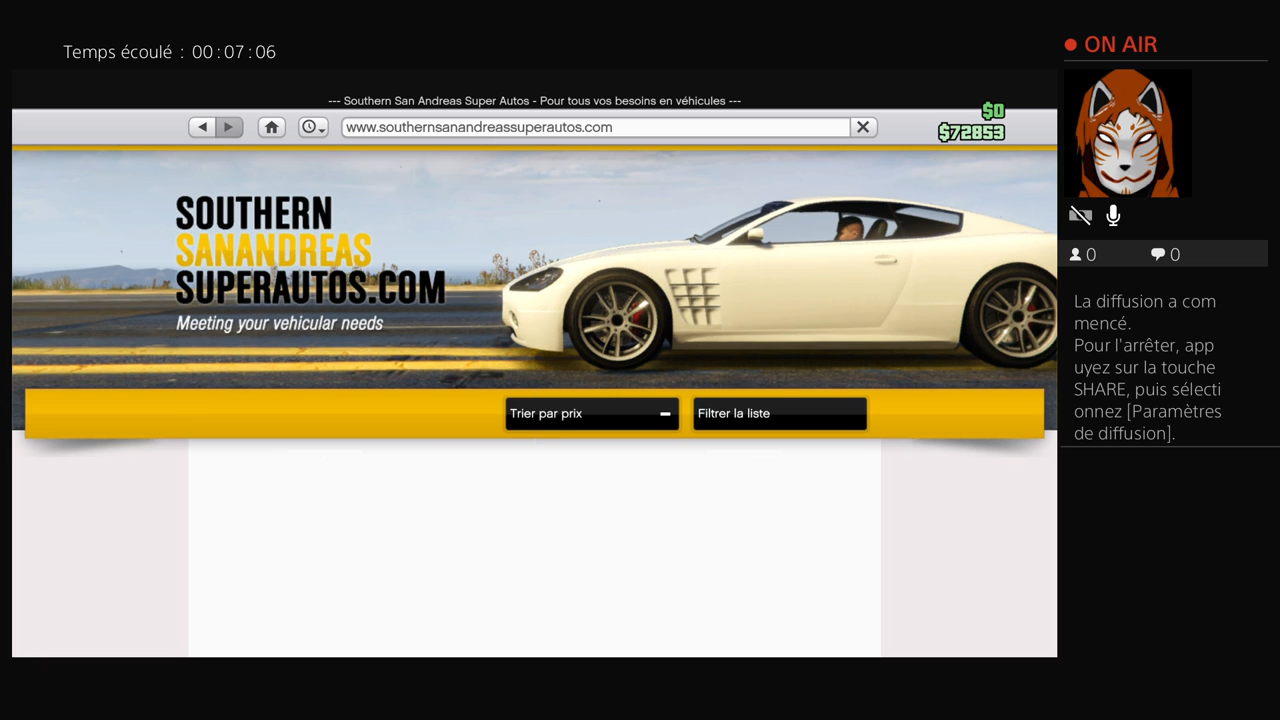 Temps écoulé : 00:07:06
ON AIR
--- Southern San Andreas Super Autos - Pour tous vos besoins en véhicules ---
$0
www.southernsanandreassuperautos.com
$72853
SOUTHERN
SANANDREAS
SUPERAUTOS.COM
Meeting your vehicular needs
0 0
La diffusion a com
mencé.
Pour l'arrêter, app
uyez sur la touche
SHARE, puis sélecti
onnez [Paramètres
de diffusion].
Trier par prix
Filtrer la liste